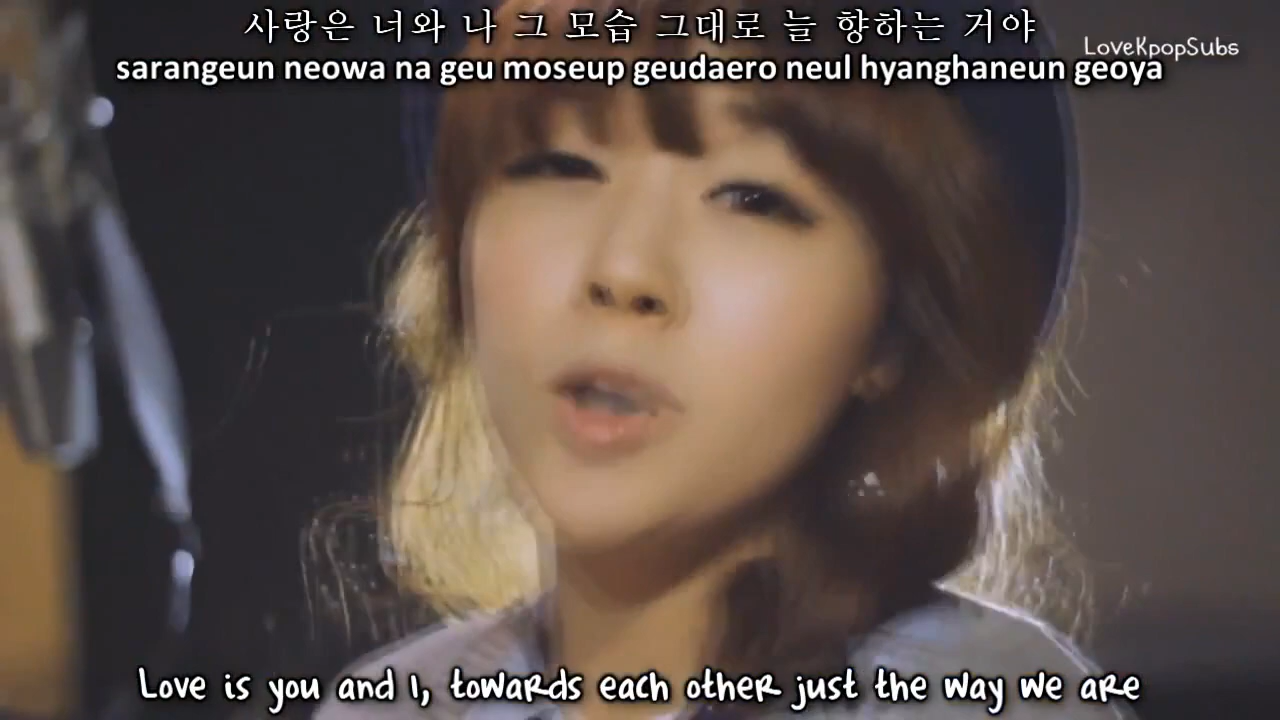 사랑은 너와 나 그 모습 그대로 늘 향하는 거야
LoveKpopSubs
sarangeun neowa na geu moseup geudaero neul hyanghaneun geoya
Love is you and I, towards each other just the way we are